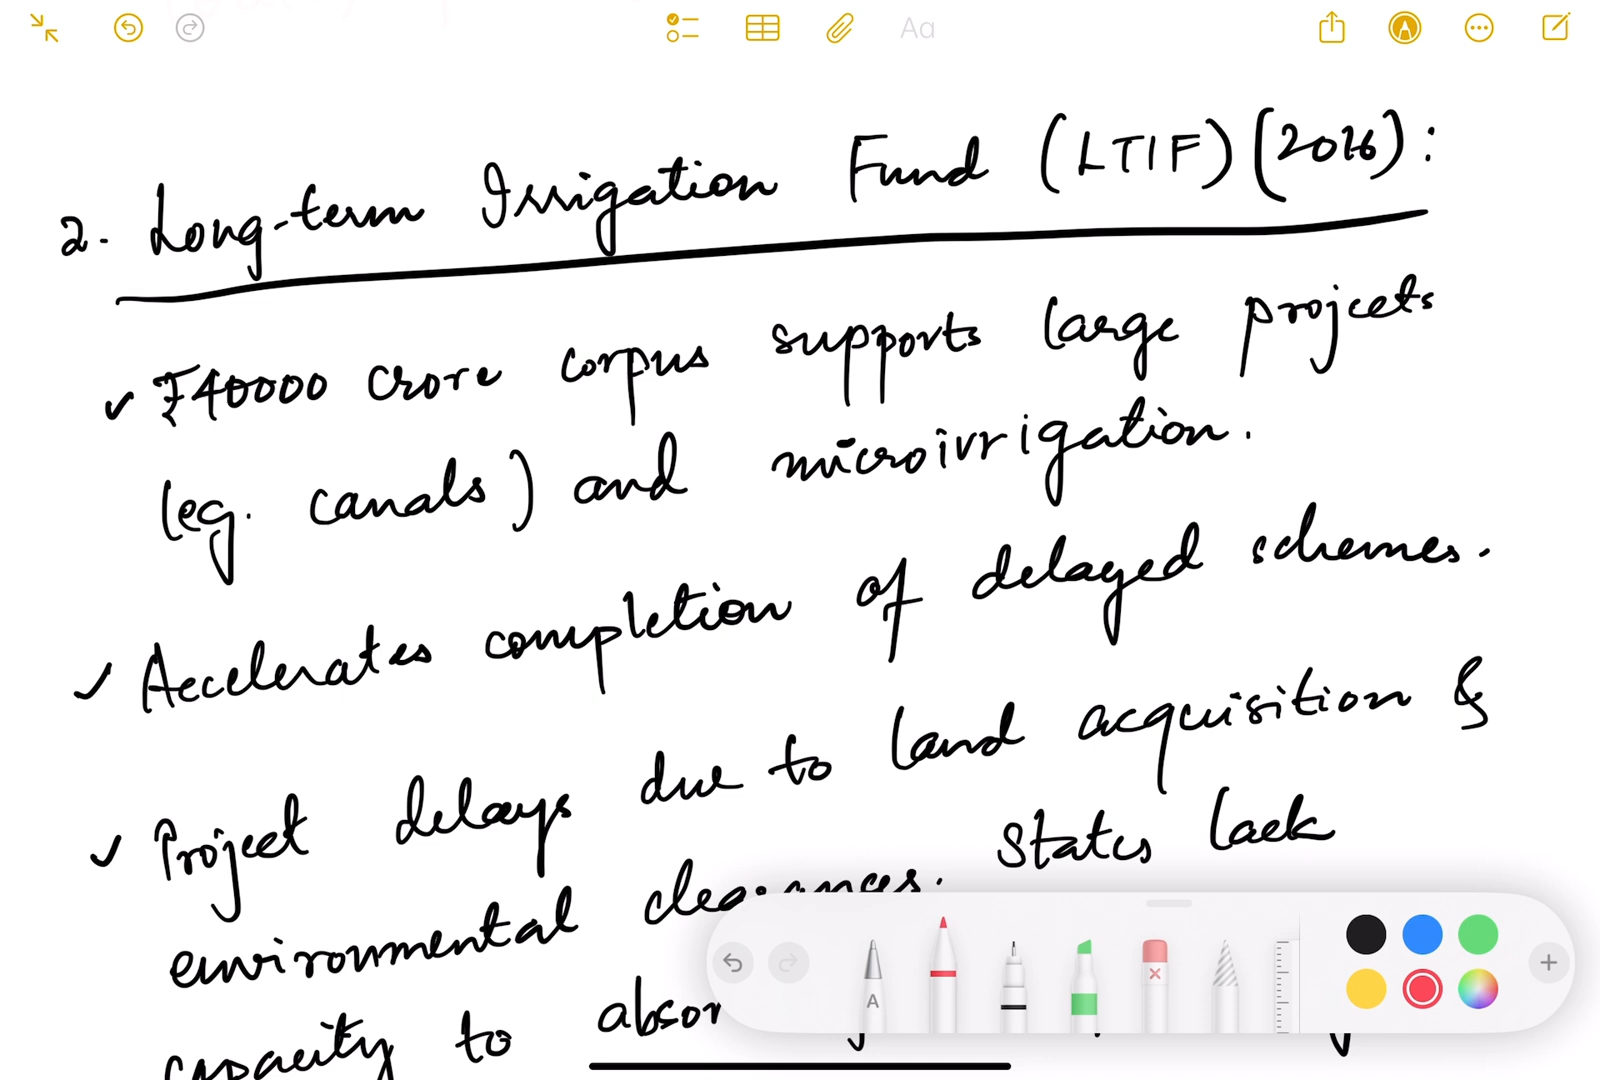 Aa
2. Long-term Irrigation Fund (LTIF) (2016):
✓ ₹40000 crore corpus supports large projects
(eg. canals) and microirrigation.
✓ Accelerates completion of delayed schemes.
✓ Project delays due to land acquisition &
environmental clearances. States lack
capacity to
A